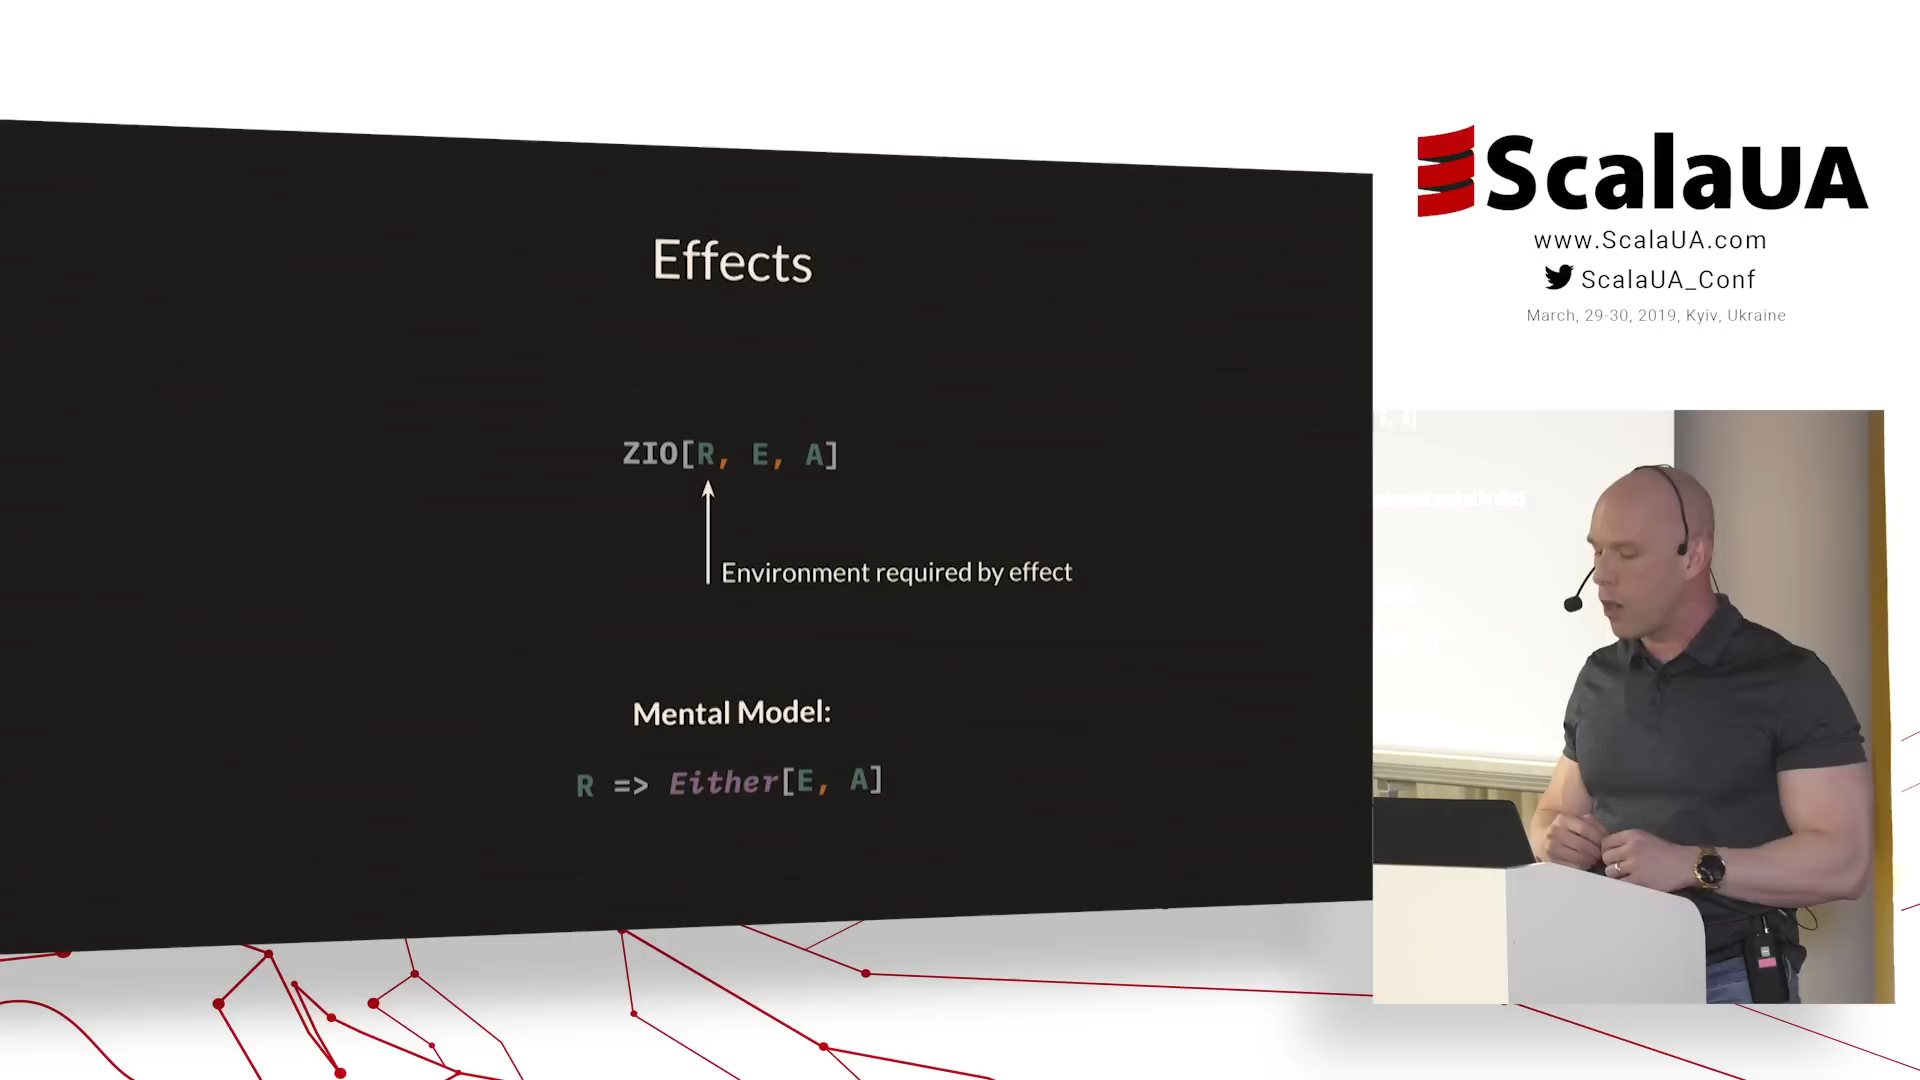 Effects
ZIO[R, E, A]
Environment required by effect
Mental Model:
R => Either[E, A]
ScalaUA
www.ScalaUA.com
ScalaUA_Conf
March, 29-30, 2019, Kyiv, Ukraine